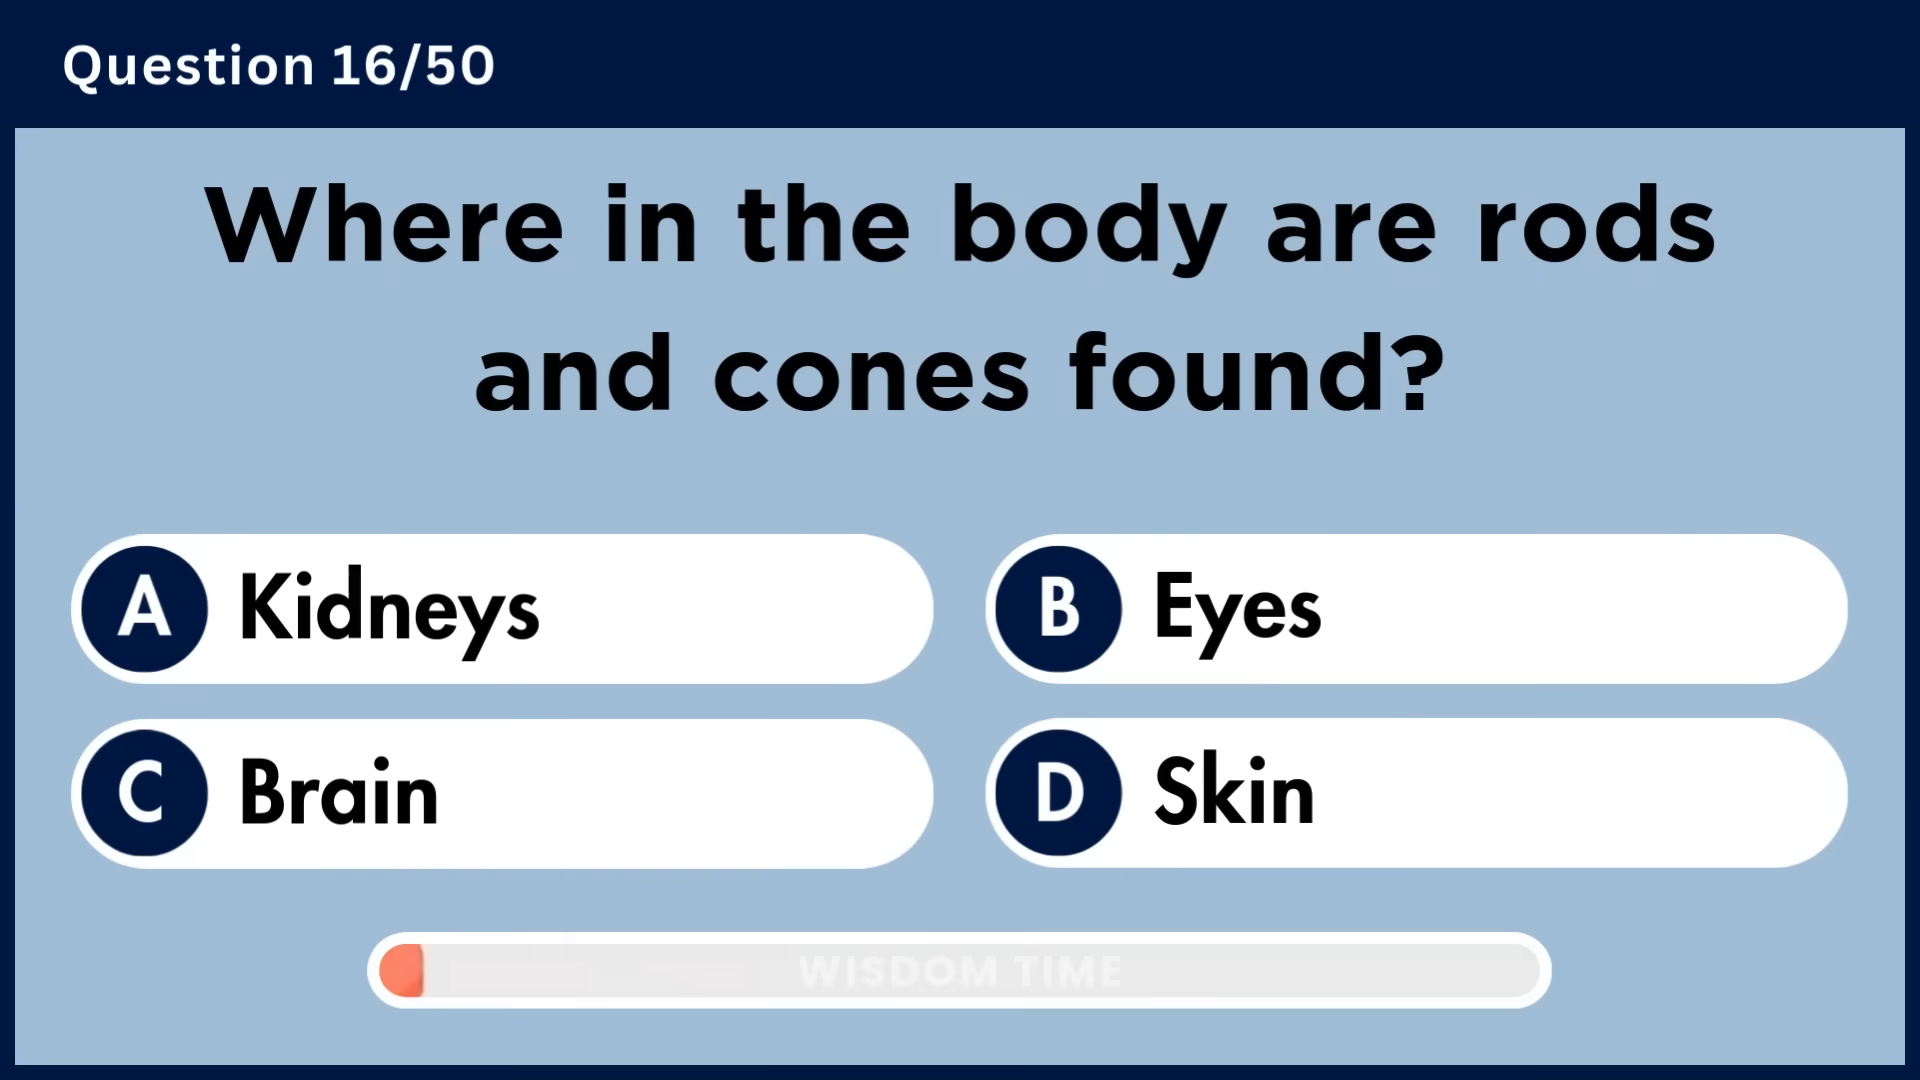 Question 16/50
Where in the body are rods
and cones found?
A Kidneys
B Eyes
C Brain
D Skin
WISDOM TIME